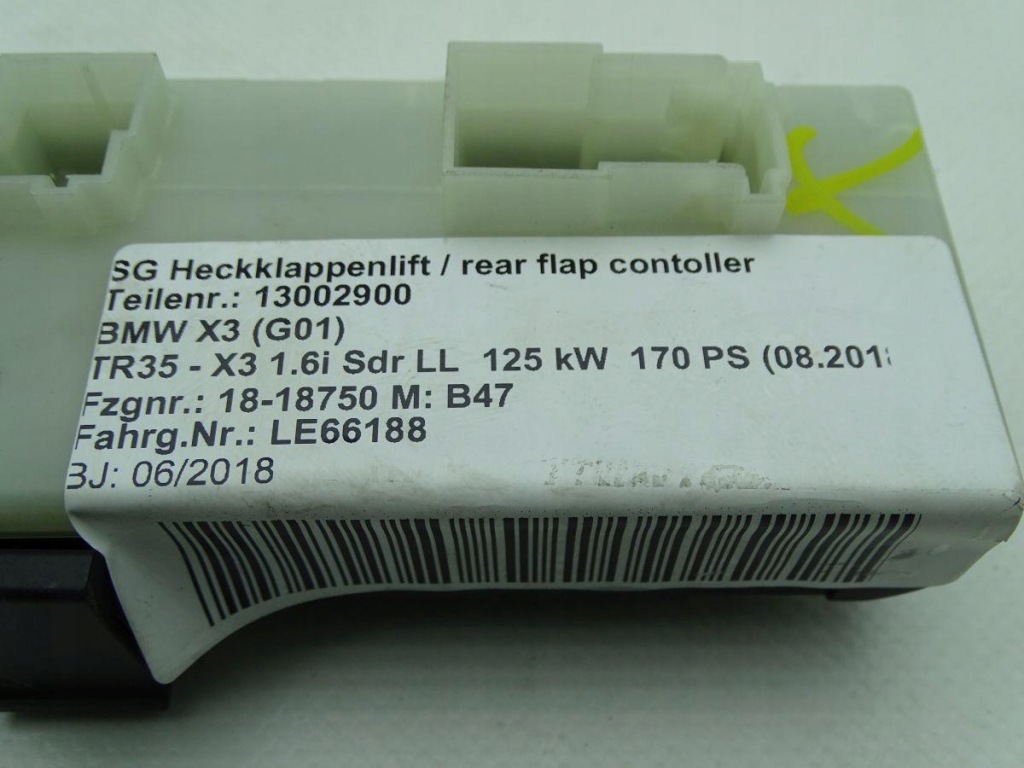 SG Heckklappenlift / rear flap contoller
Teilenr.: 13002900
BMW X3 (G01)
TR35 - X3 1.6i Sdr LL 125 kW 170 PS (08.2018
Fzgnr.: 18-18750 M: B47
Fahrg.Nr.: LE66188
BJ: 06/2018